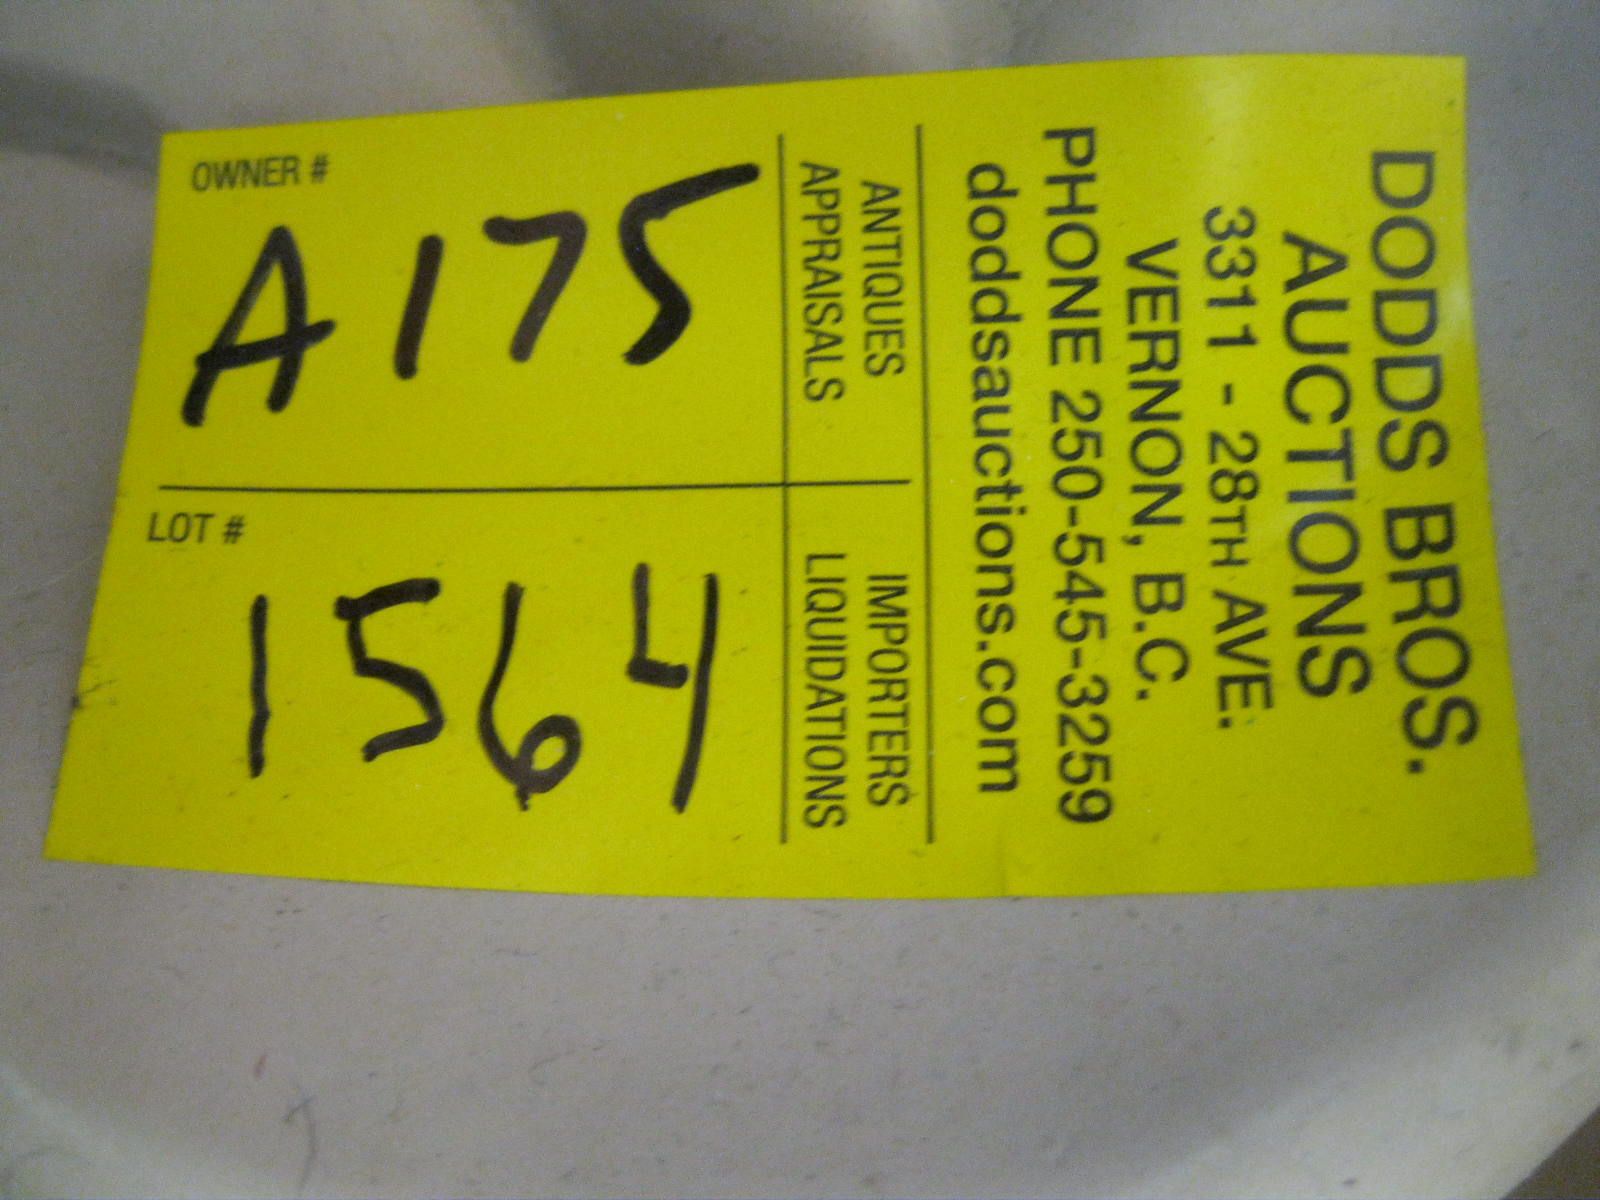 DODDS BROS.
AUCTIONS
3311 - 28TH AVE.
VERNON, B.C.
PHONE 250-545-3259
doddsauctions.com
ANTIQUES IMPORTERS
APPRAISALS LIQUIDATIONS
OWNER #
A175
LOT #
1564